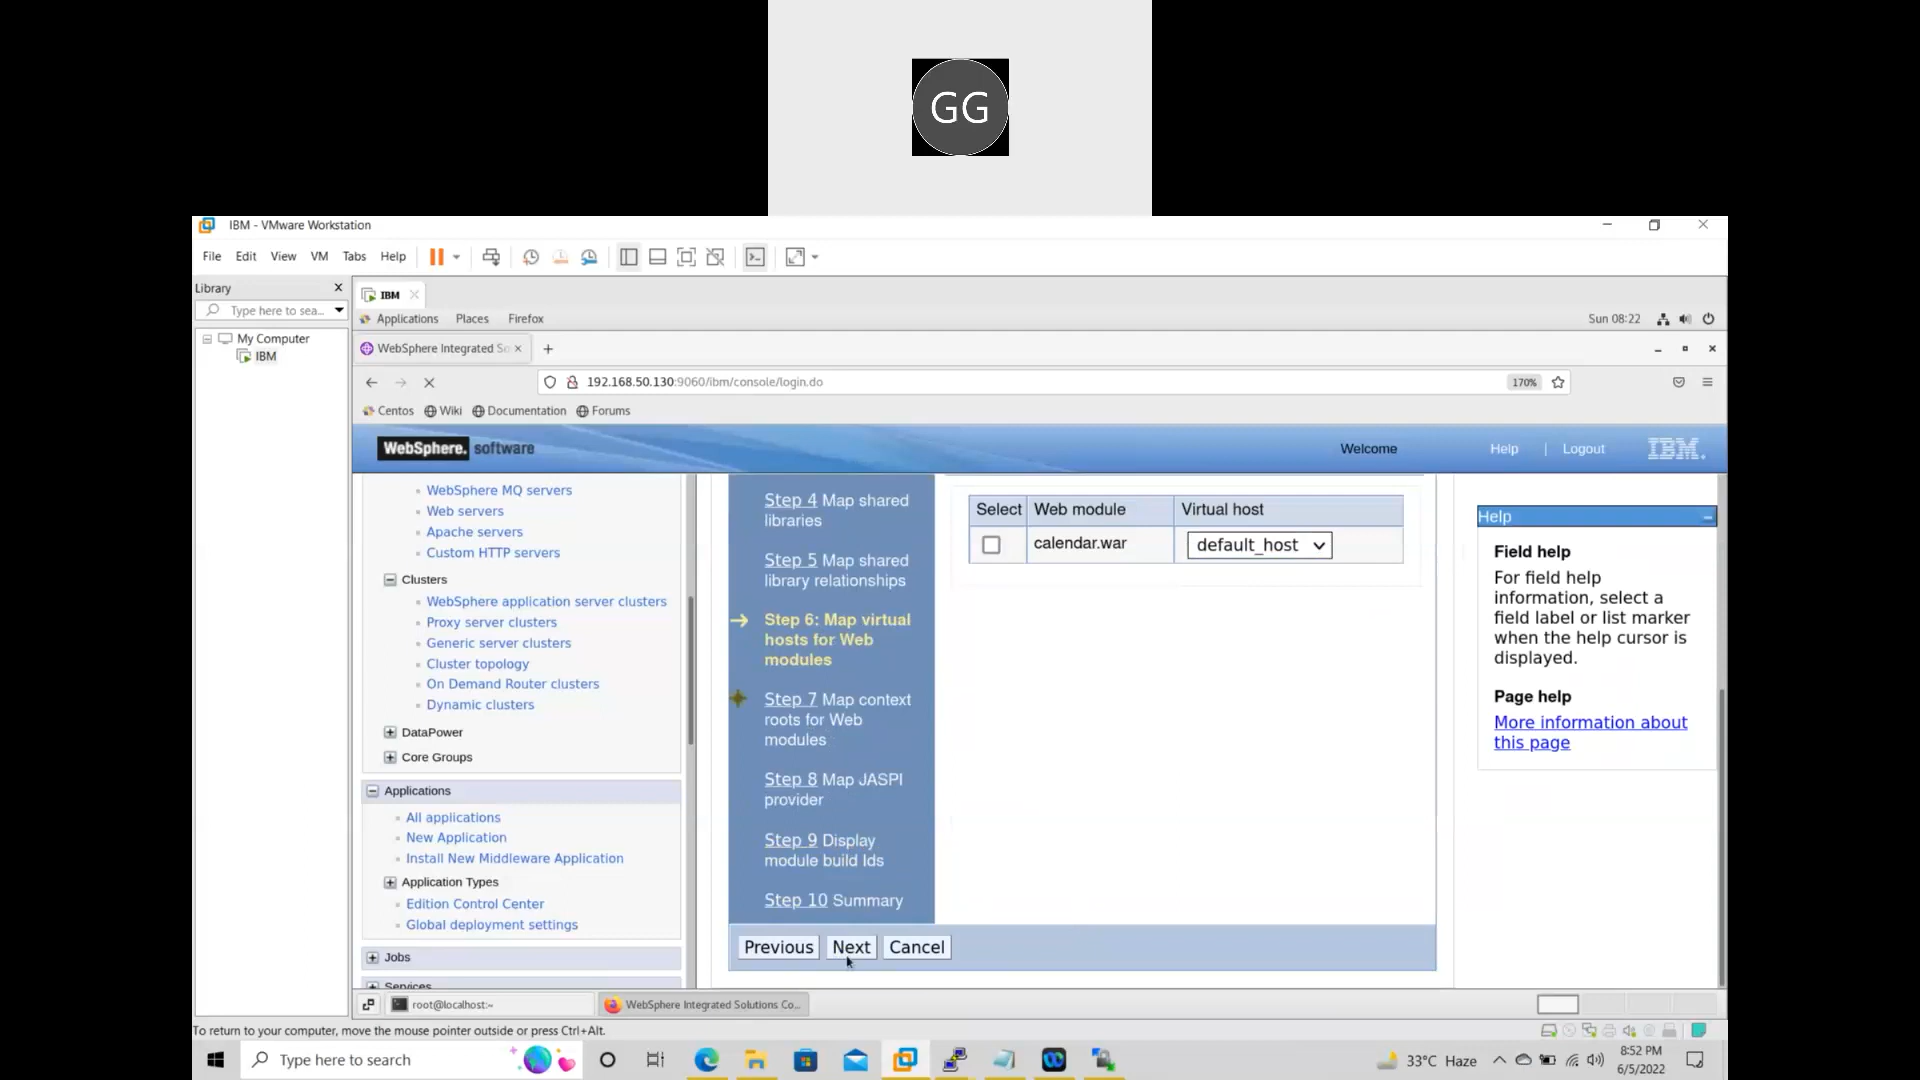 GG
IBM - VMware Workstation
File Edit View VM Tabs Help
Library
IBM
Type here to sea...
Applications Places Firefox
Sun 08:22
My Computer
IBM
WebSphere Integrated So
192.168.50.130:9060/ibm/console/login.do
170%
Centos Wiki Documentation Forums
WebSphere. software
Welcome
Help | Logout
IBM.
WebSphere MQ servers
Web servers
Apache servers
Custom HTTP servers
Clusters
WebSphere application server clusters
Proxy server clusters
Generic server clusters
Cluster topology
On Demand Router clusters
Dynamic clusters
DataPower
Core Groups
Applications
All applications
New Application
Install New Middleware Application
Application Types
Edition Control Center
Global deployment settings
Jobs
Services
Step 4 Map shared
libraries
Step 5 Map shared
library relationships
Step 6: Map virtual
hosts for Web
modules
Step 7 Map context
roots for Web
modules
Step 8 Map JASPI
provider
Step 9 Display
module build Ids
Step 10 Summary
Select Web module Virtual host
calendar.war default_host
Previous Next Cancel
Help
Field help
For field help
information, select a
field label or list marker
when the help cursor is
displayed.
Page help
More information about
this page
root@localhost:~
WebSphere Integrated Solutions Co...
To return to your computer, move the mouse pointer outside or press Ctrl+Alt.
Type here to search
33°C Haze
8:52 PM
6/5/2022